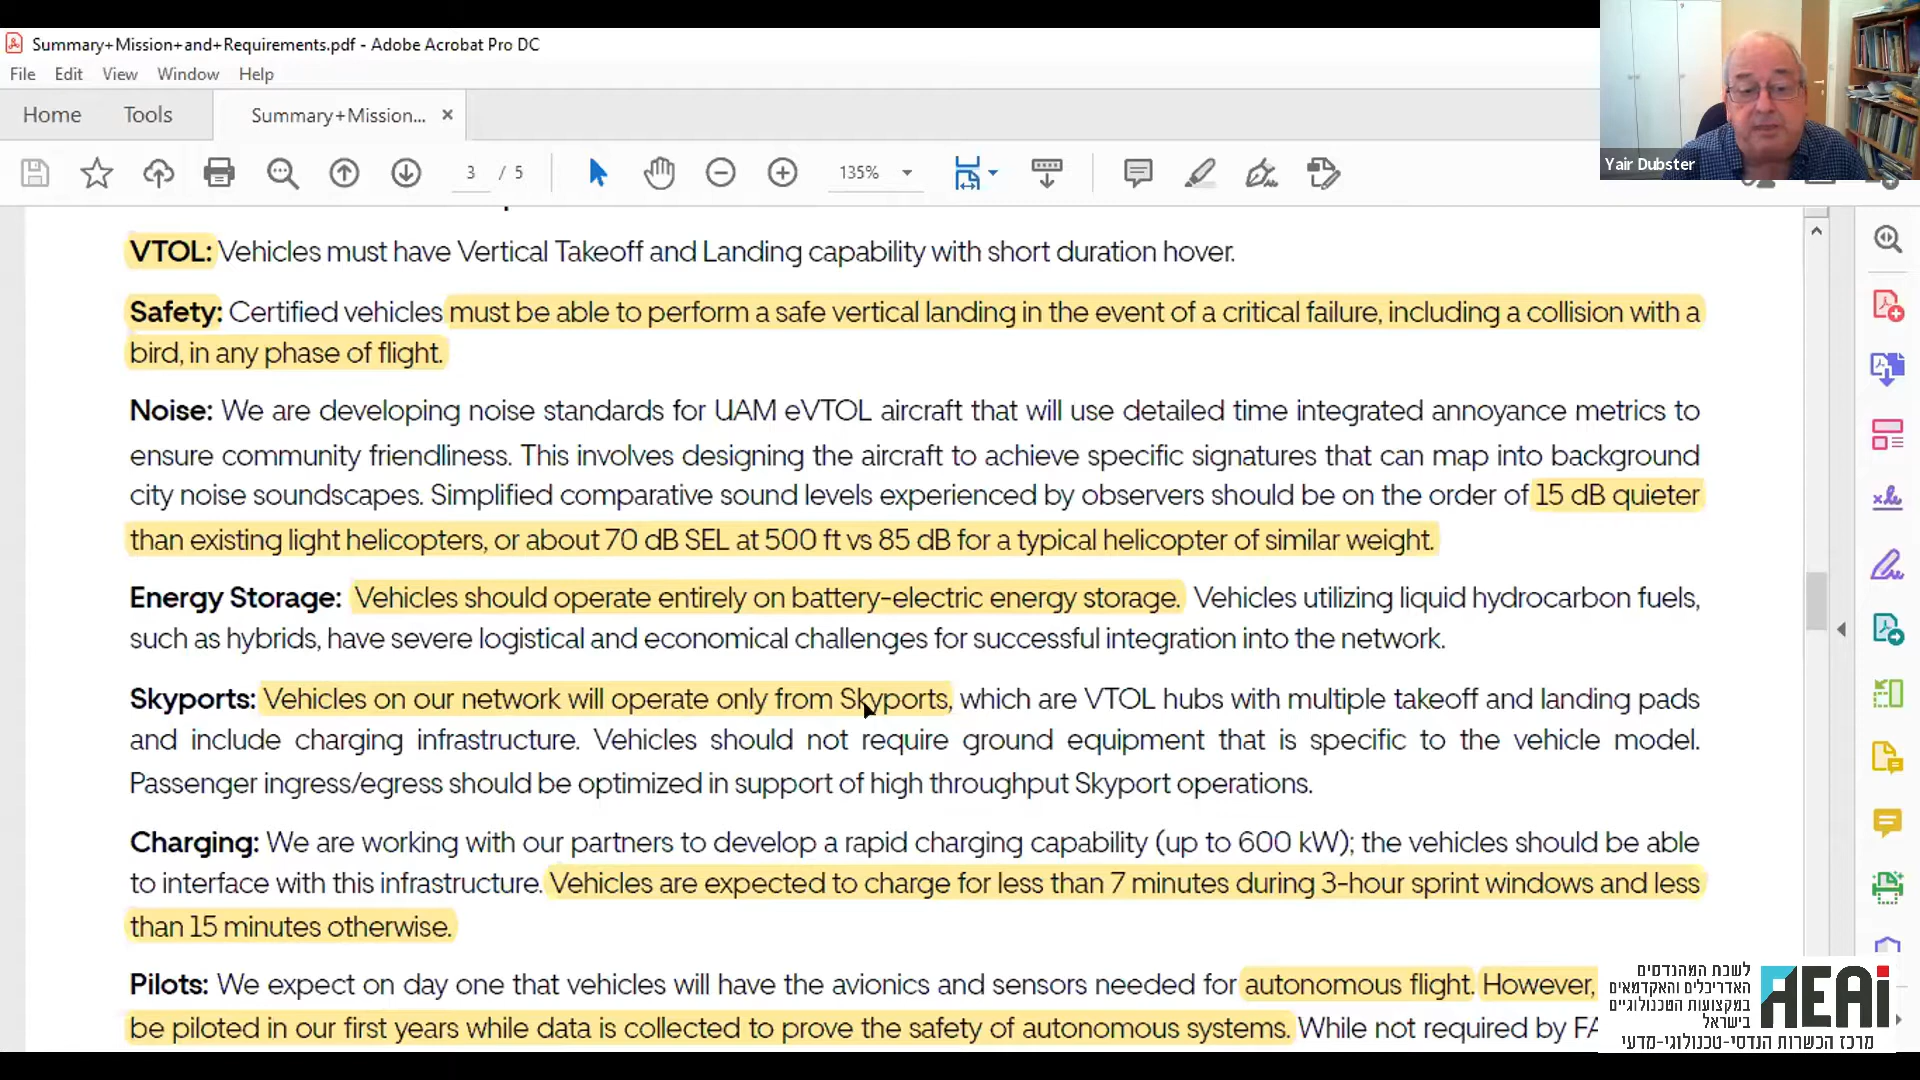 Summary+Mission+and+Requirements.pdf - Adobe Acrobat Pro DC
File Edit View Window Help
Home Tools Summary+Mission... ×
3 / 5 135%
Yair Dubster
VTOL: Vehicles must have Vertical Takeoff and Landing capability with short duration hover.
Safety: Certified vehicles must be able to perform a safe vertical landing in the event of a critical failure, including a collision with a
bird, in any phase of flight.
Noise: We are developing noise standards for UAM eVTOL aircraft that will use detailed time integrated annoyance metrics to
ensure community friendliness. This involves designing the aircraft to achieve specific signatures that can map into background
city noise soundscapes. Simplified comparative sound levels experienced by observers should be on the order of 15 dB quieter
than existing light helicopters, or about 70 dB SEL at 500 ft vs 85 dB for a typical helicopter of similar weight.
Energy Storage: Vehicles should operate entirely on battery-electric energy storage. Vehicles utilizing liquid hydrocarbon fuels,
such as hybrids, have severe logistical and economical challenges for successful integration into the network.
Skyports: Vehicles on our network will operate only from Skyports, which are VTOL hubs with multiple takeoff and landing pads
and include charging infrastructure. Vehicles should not require ground equipment that is specific to the vehicle model.
Passenger ingress/egress should be optimized in support of high throughput Skyport operations.
Charging: We are working with our partners to develop a rapid charging capability (up to 600 kW); the vehicles should be able
to interface with this infrastructure. Vehicles are expected to charge for less than 7 minutes during 3-hour sprint windows and less
than 15 minutes otherwise.
Pilots: We expect on day one that vehicles will have the avionics and sensors needed for autonomous flight. However,
be piloted in our first years while data is collected to prove the safety of autonomous systems. While not required by FA
לשכת המהנדסים
האדריכלים והאקדמאים
במקצועות הטכנולוגיים
בישראל
AEAi
מרכז הכשרות הנדסי-טכנולוגי-מדעי